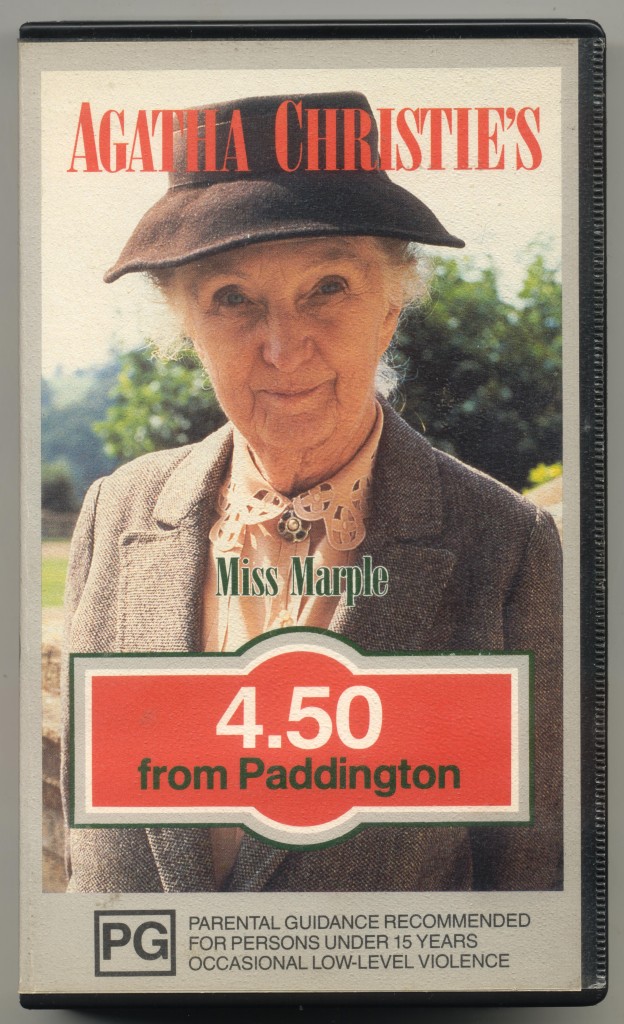 AGATHA CHRISTIE'S
Miss Marple
4.50
from Paddington
PG
PARENTAL GUIDANCE RECOMMENDED
FOR PERSONS UNDER 15 YEARS
OCCASIONAL LOW-LEVEL VIOLENCE